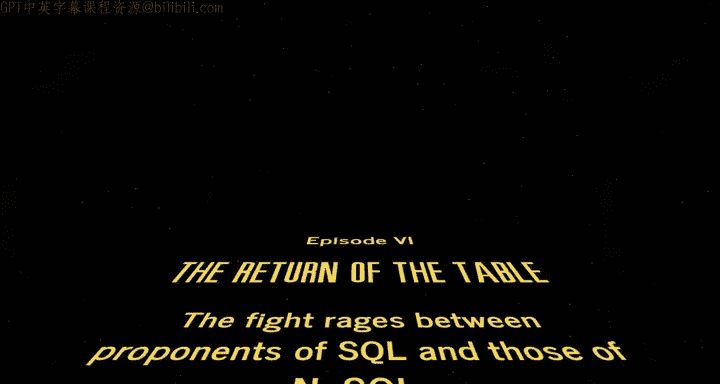 GPT中英字幕课程资源@bilibili.com
Episode VI
THE RETURN OF THE TABLE
The fight rages between
proponents of SQL and those of
NoSQL